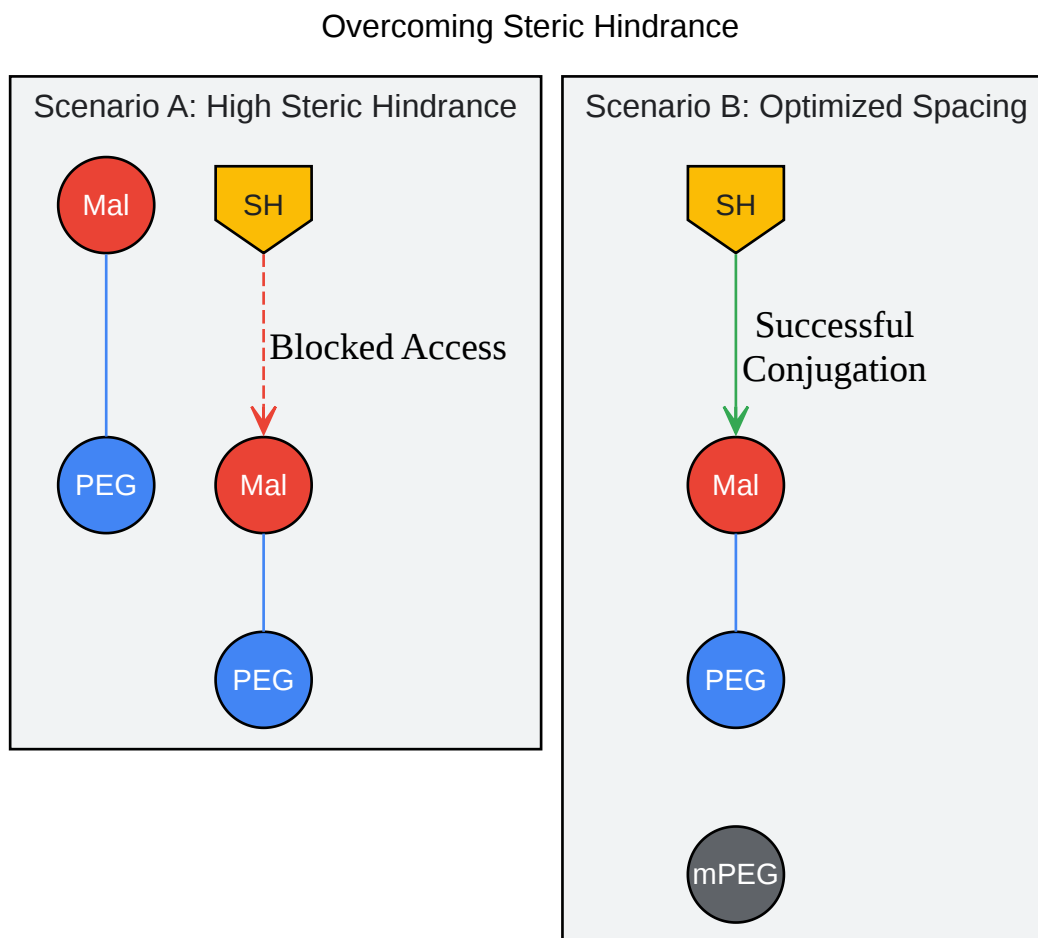 Overcoming Steric Hindrance
Scenario A: High Steric Hindrance
Mal
SH
Blocked Access
PEG
Mal
PEG
Scenario B: Optimized Spacing
SH
Successful
Conjugation
Mal
PEG
mPEG